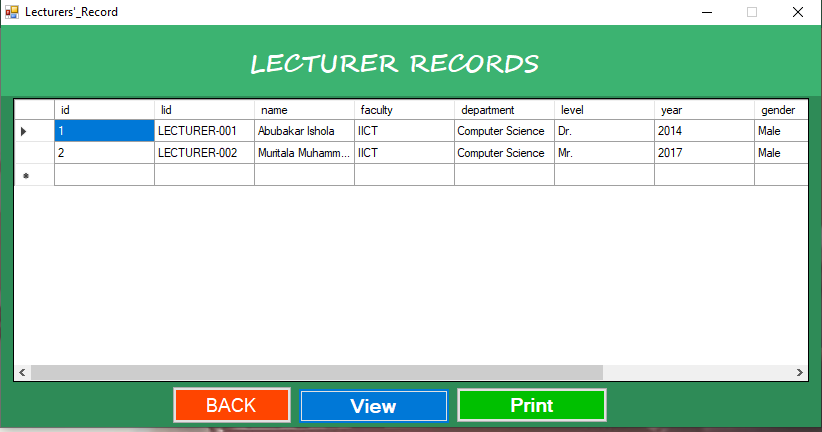 Lecturers'_Record
LECTURER RECORDS
id lid name faculty department level year gender
1 LECTURER-001 Abubakar Ishola IICT Computer Science Dr. 2014 Male
2 LECTURER-002 Muritala Muhamm... IICT Computer Science Mr. 2017 Male
BACK View Print